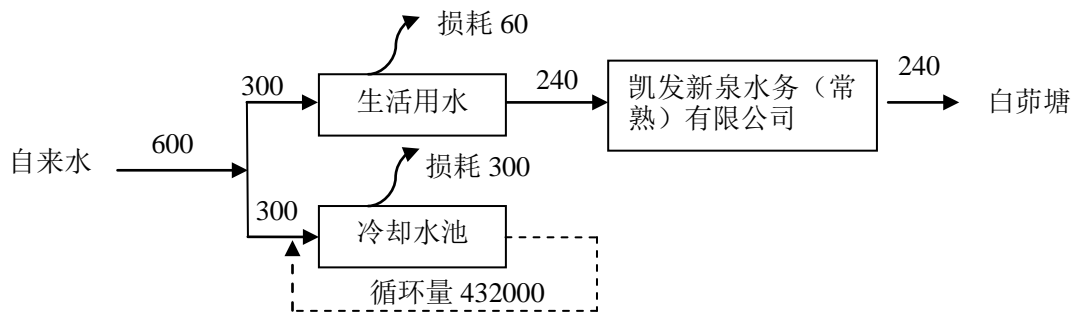 损耗 60
300
生活用水
240
凯发新泉水务（常
熟）有限公司
240
白茆塘
自来水
600
损耗 300
300
冷却水池
循环量 432000